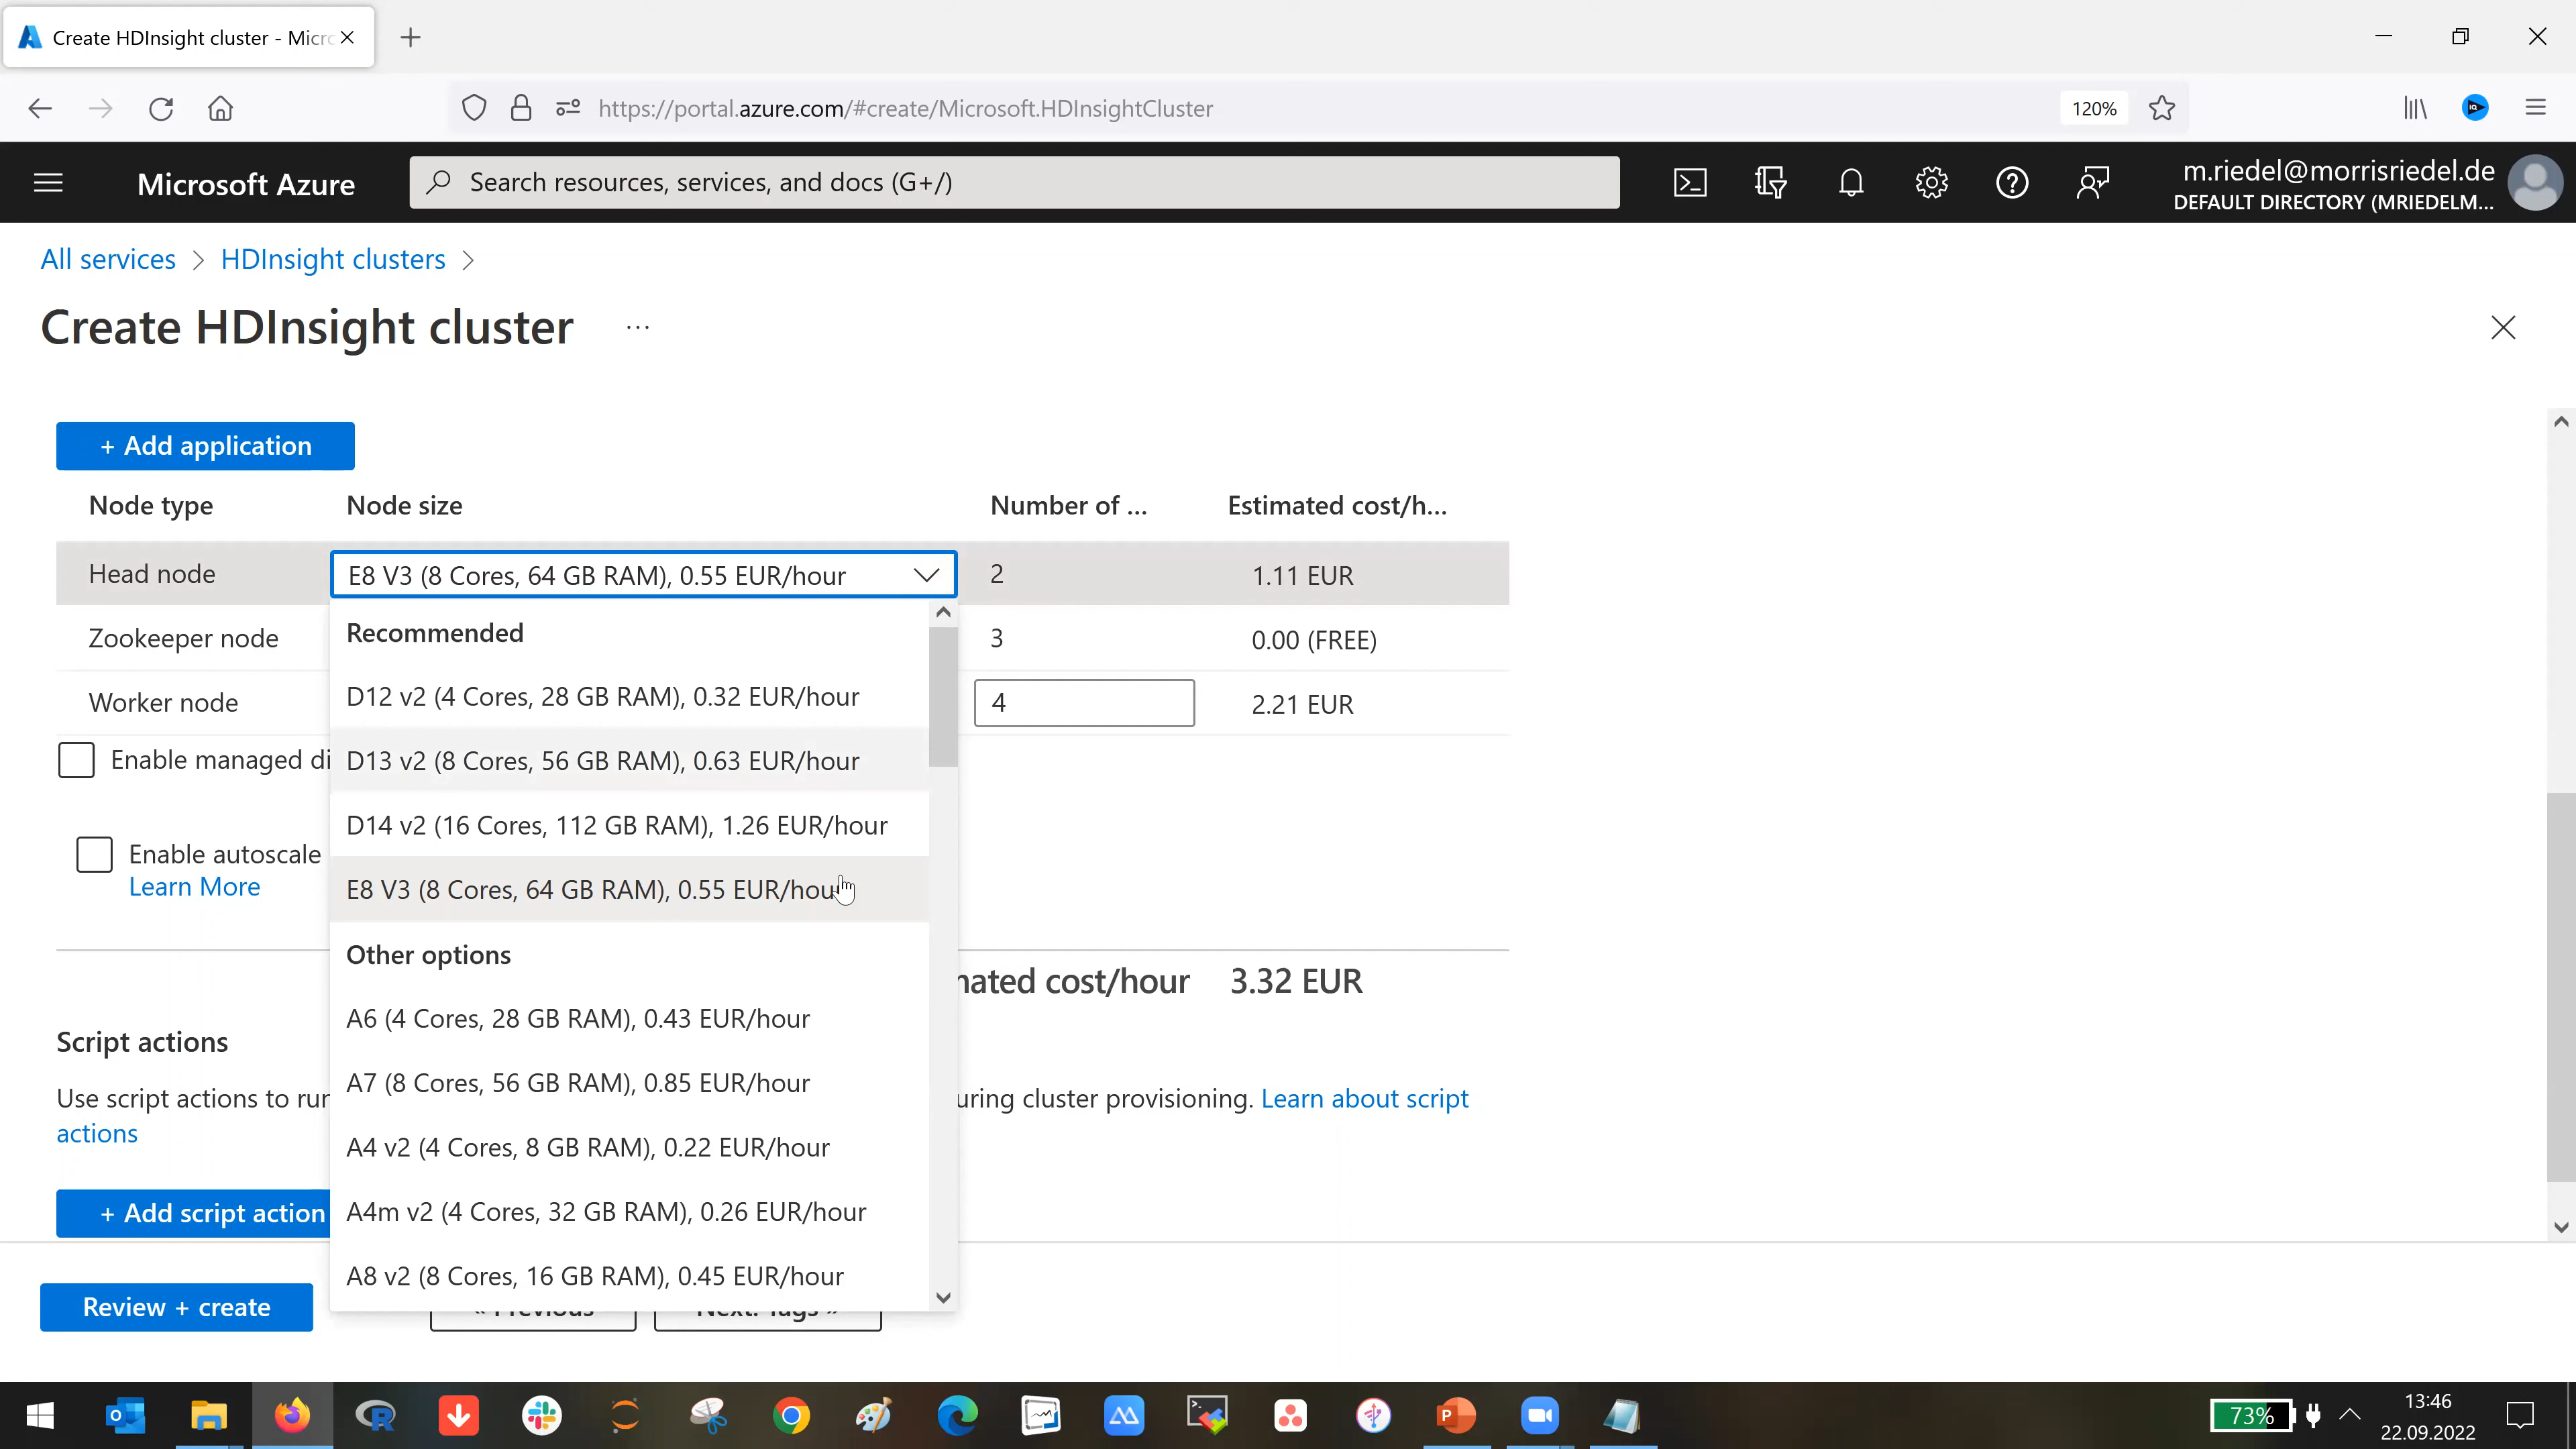 Create HDInsight cluster - Micr
https://portal.azure.com/#create/Microsoft.HDInsightCluster
120%
Microsoft Azure
Search resources, services, and docs (G+/)
m.riedel@morrisriedel.de
DEFAULT DIRECTORY (MRIEDELM...
All services > HDInsight clusters >
Create HDInsight cluster ...
+ Add application
Node type Node size Number of ... Estimated cost/h...
Head node E8 V3 (8 Cores, 64 GB RAM), 0.55 EUR/hour 2 1.11 EUR
Recommended
Zookeeper node 3 0.00 (FREE)
D12 v2 (4 Cores, 28 GB RAM), 0.32 EUR/hour
Worker node 4 2.21 EUR
Enable managed di
D13 v2 (8 Cores, 56 GB RAM), 0.63 EUR/hour
D14 v2 (16 Cores, 112 GB RAM), 1.26 EUR/hour
Enable autoscale
Learn More
E8 V3 (8 Cores, 64 GB RAM), 0.55 EUR/hour
Other options
nated cost/hour 3.32 EUR
A6 (4 Cores, 28 GB RAM), 0.43 EUR/hour
Script actions
A7 (8 Cores, 56 GB RAM), 0.85 EUR/hour
Use script actions to run
uring cluster provisioning. Learn about script
actions
A4 v2 (4 Cores, 8 GB RAM), 0.22 EUR/hour
+ Add script action
A4m v2 (4 Cores, 32 GB RAM), 0.26 EUR/hour
A8 v2 (8 Cores, 16 GB RAM), 0.45 EUR/hour
Review + create
73%
13:46
22.09.2022